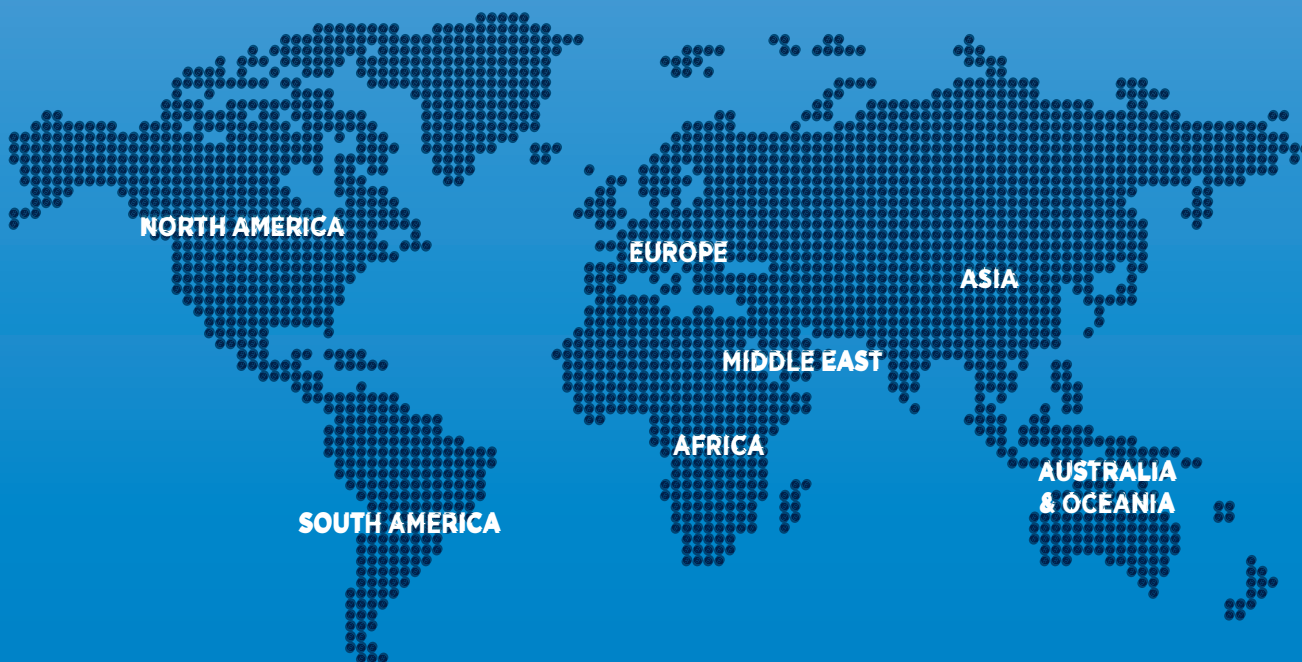 NORTH AMERICA
EUROPE
ASIA
MIDDLE EAST
AFRICA
AUSTRALIA
& OCEANIA
SOUTH AMERICA